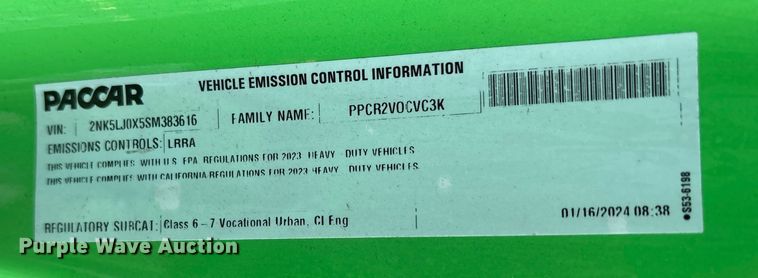 PACCAR
VEHICLE EMISSION CONTROL INFORMATION
VIN: 2NK5LJ0X5SM383616 FAMILY NAME: PPCR2VOCVC3K
EMISSIONS CONTROLS: LRRA
THIS VEHICLE COMPLIES WITH U.S. EPA REGULATIONS FOR 2023 HEAVY - DUTY VEHICLES
THIS VEHICLE COMPLIES WITH CALIFORNIA REGULATIONS FOR 2023 HEAVY - DUTY VEHICLES
REGULATORY SUBCAT: Class 6-7 Vocational Urban, CI Eng
01/16/2024 08:38
●S53-6198
Purple Wave Auction